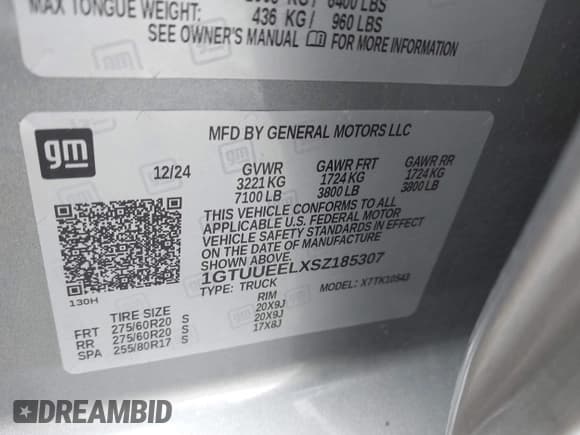 6400 LBS
MAX TONGUE WEIGHT: 436 KG / 960 LBS
SEE OWNER'S MANUAL FOR MORE INFORMATION
gm
MFD BY GENERAL MOTORS LLC
12/24 GVWR GAWR FRT GAWR RR
3221 KG 1724 KG 1724 KG
7100 LB 3800 LB 3800 LB
THIS VEHICLE CONFORMS TO ALL
APPLICABLE U.S. FEDERAL MOTOR
VEHICLE SAFETY STANDARDS IN EFFECT
ON THE DATE OF MANUFACTURE
SHOWN ABOVE.
1GTUUEELXSZ185307
TYPE: TRUCK MODEL: X7TK10543
130H
TIRE SIZE RIM
FRT 275/60R20 S 20X9J
RR 275/60R20 S 20X9J
SPA 255/80R17 S 17X8J
DREAMBID